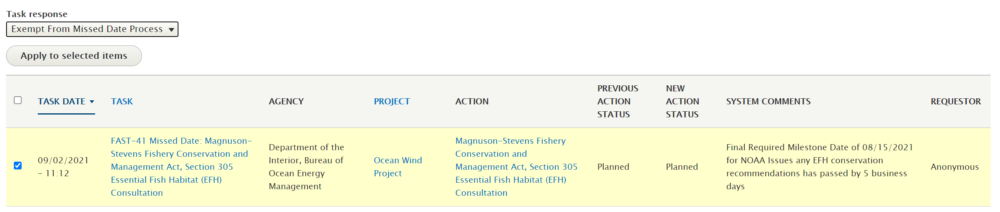 Task response
Exempt From Missed Date Process
Apply to selected items
TASK DATE
TASK
AGENCY
PROJECT
ACTION
PREVIOUS
ACTION
STATUS
NEW
ACTION
STATUS
SYSTEM COMMENTS
REQUESTOR
09/02/2021
- 11:12
FAST-41 Missed Date: Magnuson-
Stevens Fishery Conservation and
Management Act, Section 305
Essential Fish Habitat (EFH)
Consultation
Department of the
Interior, Bureau of
Ocean Energy
Management
Ocean Wind
Project
Magnuson-Stevens Fishery
Conservation and
Management Act, Section 305
Essential Fish Habitat (EFH)
Consultation
Planned
Planned
Final Required Milestone Date of 08/15/2021
for NOAA Issues any EFH conservation
recommendations has passed by 5 business
days
Anonymous